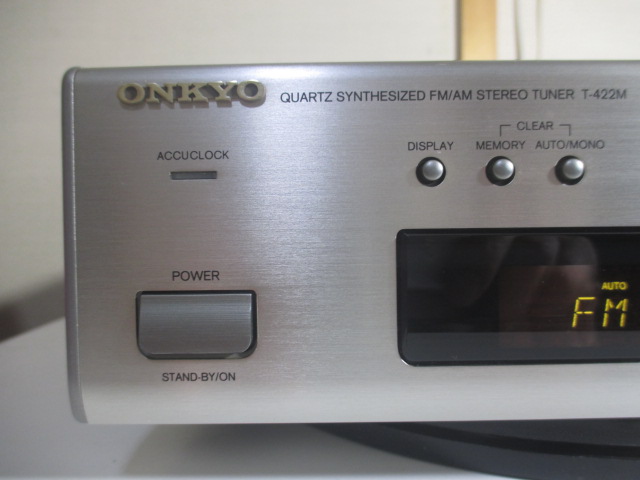 ONKYO QUARTZ SYNTHESIZED FM/AM STEREO TUNER T-422M
CLEAR
DISPLAY MEMORY AUTO/MONO
ACCUCLOCK
POWER
AUTO
FM
STAND-BY/ON